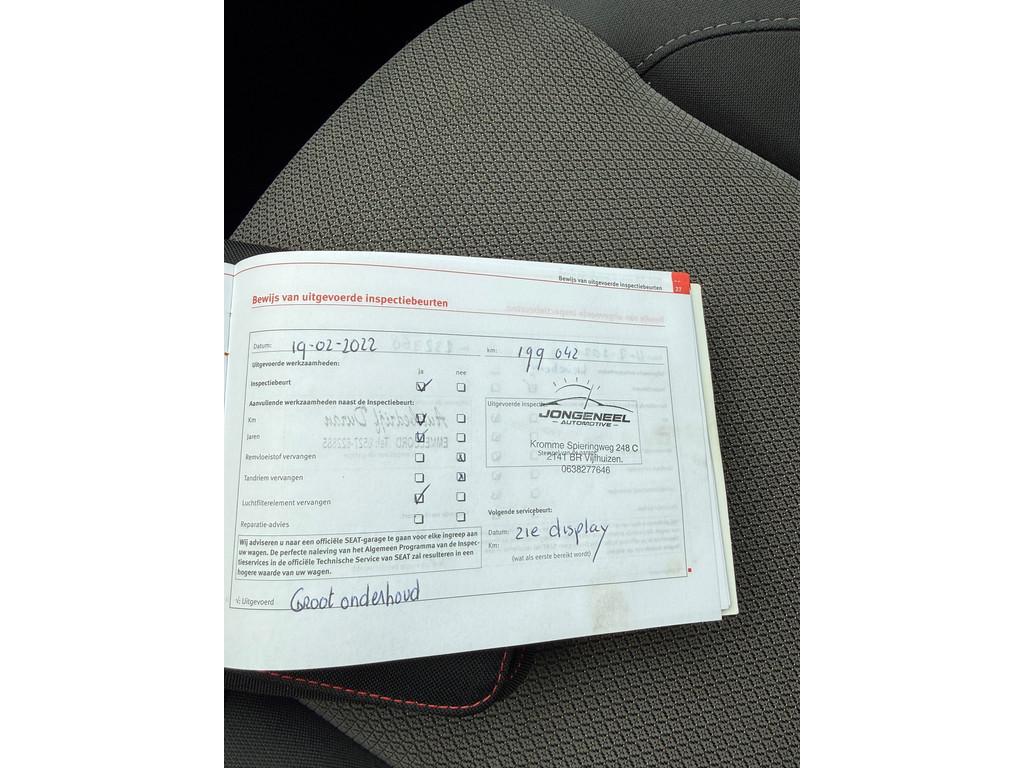 Bewijs van uitgevoerde inspectiebeurten
27
Bewijs van uitgevoerde inspectiebeurten
Datum: 19-02-2022 km: 199 042
Uitgevoerde werkzaamheden:
ja nee
Inspectiebeurt
Aanvullende werkzaamheden naast de Inspectiebeurt:
Km
Jaren
Remvloeistof vervangen
Tandriem vervangen
Luchtfilterelement vervangen
Reparatie-advies
Wij adviseren u naar een officiële SEAT-garage te gaan voor elke ingreep aan
uw wagen. De perfecte naleving van het Algemeen Programma van de Inspec-
tieservices in de officiële Technische Service van SEAT zal resulteren in een
hogere waarde van uw wagen.
√: Uitgevoerd Groot onderhoud
Uitgevoerde
JONGENEEL
AUTOMOTIVE
Kromme Spieringweg 248 C
2141 BR Vijfhuizen.
0638277646
Volgende servicebeurt:
Datum: zie display
Km:
(wat als eerste bereikt wordt)